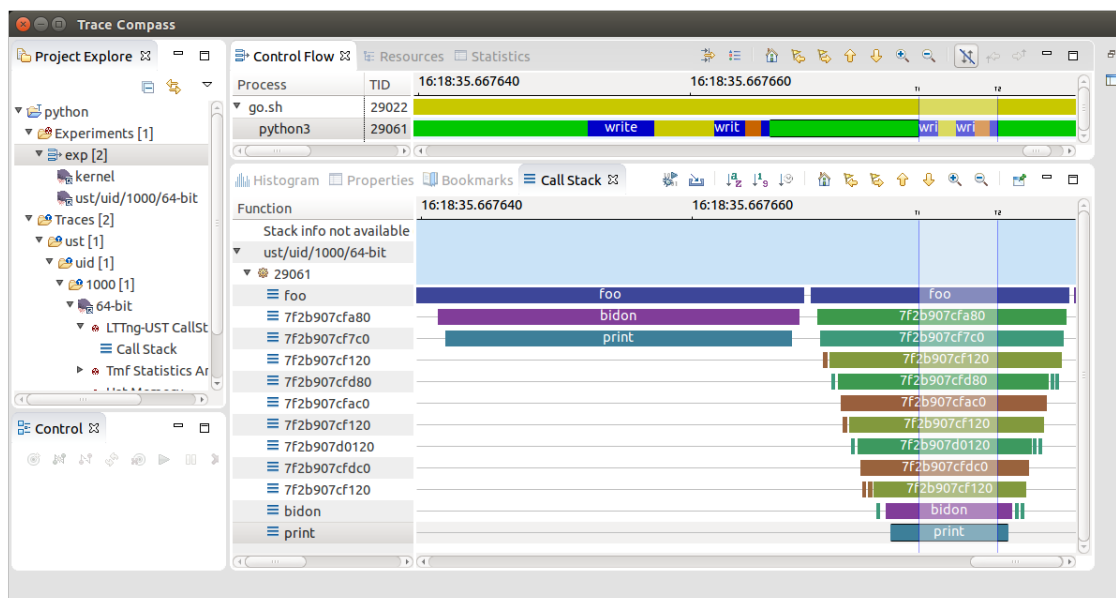 Trace Compass
Project Explore
python
Experiments [1]
exp [2]
kernel
ust/uid/1000/64-bit
Traces [2]
ust [1]
uid [1]
1000 [1]
64-bit
LTTng-UST CallSt
Call Stack
Tmf Statistics Ar
Control
Control Flow Resources Statistics
Process TID 16:18:35.667640 16:18:35.667660 T1 T2
go.sh 29022
python3 29061 write writ wri wri
Histogram Properties Bookmarks Call Stack
Function 16:18:35.667640 16:18:35.667660 T1 T2
Stack info not available
ust/uid/1000/64-bit
29061
foo foo foo
7f2b907cfa80 bidon 7f2b907cfa80
7f2b907cf7c0 print 7f2b907cf7c0
7f2b907cf120 7f2b907cf120
7f2b907cfd80 7f2b907cfd80
7f2b907cfac0 7f2b907cfac0
7f2b907cf120 7f2b907cf120
7f2b907d0120 7f2b907d0120
7f2b907cfdc0 7f2b907cfdc0
7f2b907cf120 7f2b907cf120
bidon bidon
print print